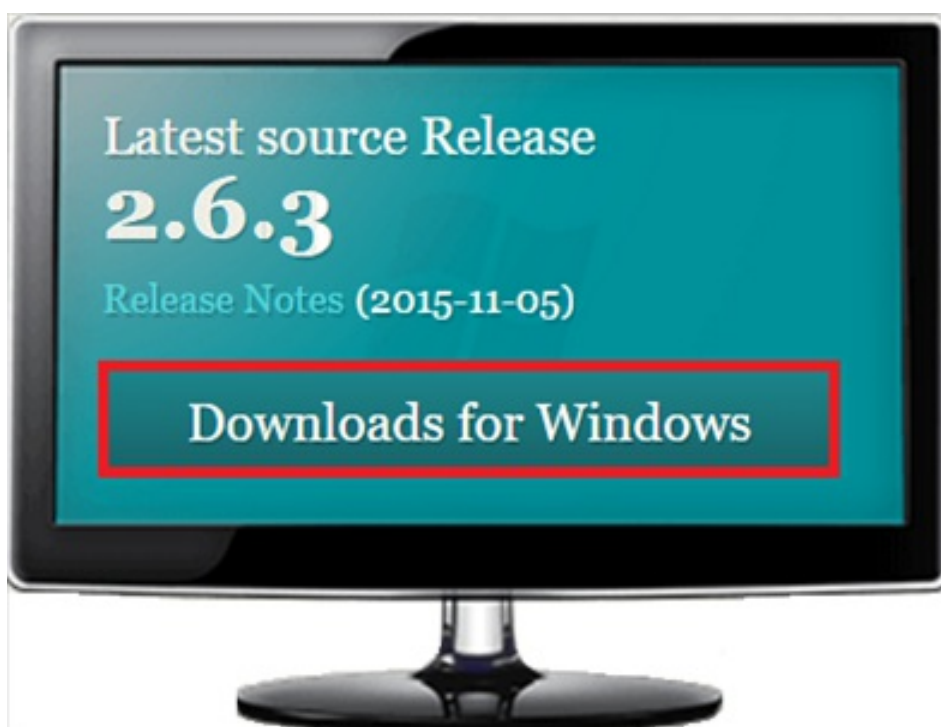 Latest source Release
2.6.3
Release Notes (2015-11-05)
Downloads for Windows